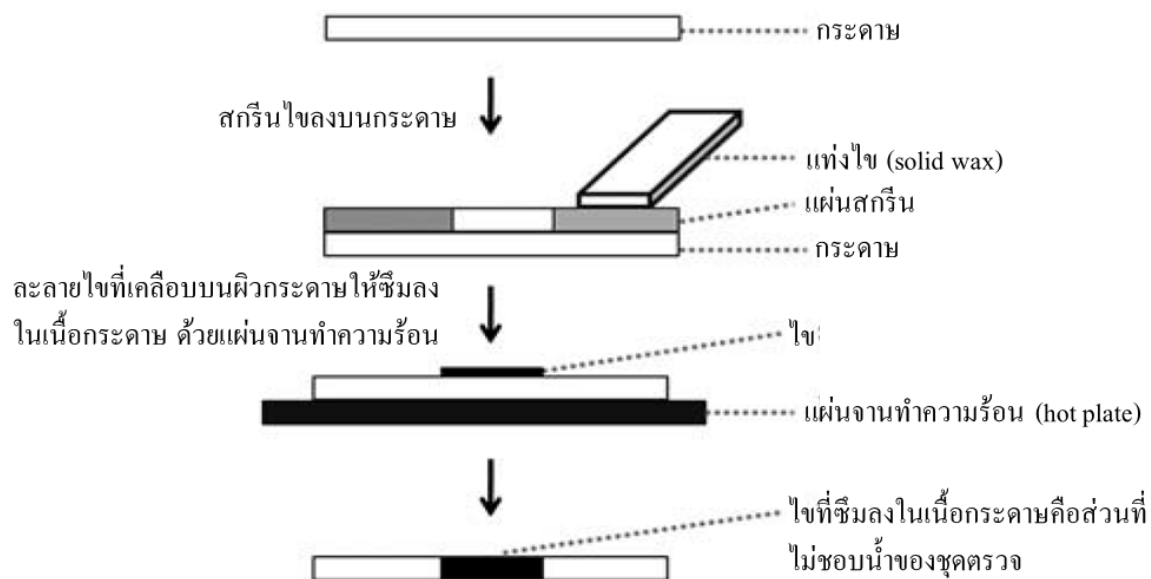 กระดาษ
สกรีนไขลงบนกระดาษ
แท่งไข (solid wax)
แผ่นสกรีน
กระดาษ
ละลายไขที่เคลือบบนผิวกระดาษให้ซึมลง
ในเนื้อกระดาษ ด้วยแผ่นจานทำความร้อน
ไข
แผ่นจานทำความร้อน (hot plate)
ไขที่ซึมลงในเนื้อกระดาษคือส่วนที่
ไม่ชอบน้ำของชุดตรวจ